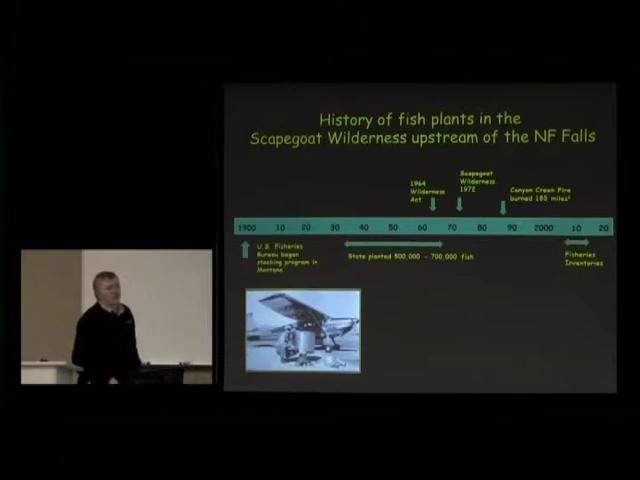 History of fish plants in the
Scapegoat Wilderness upstream of the NF Falls
1964
Wilderness
Act
Scapegoat
Wilderness
1972
Canyon Creek Fire
burned 183 miles²
1900 10 20 30 40 50 60 70 80 90 2000 10 20
U.S. Fisheries
Bureau began
stocking program in
Montana
State planted 500,000 - 700,000 fish
Fisheries
Inventories